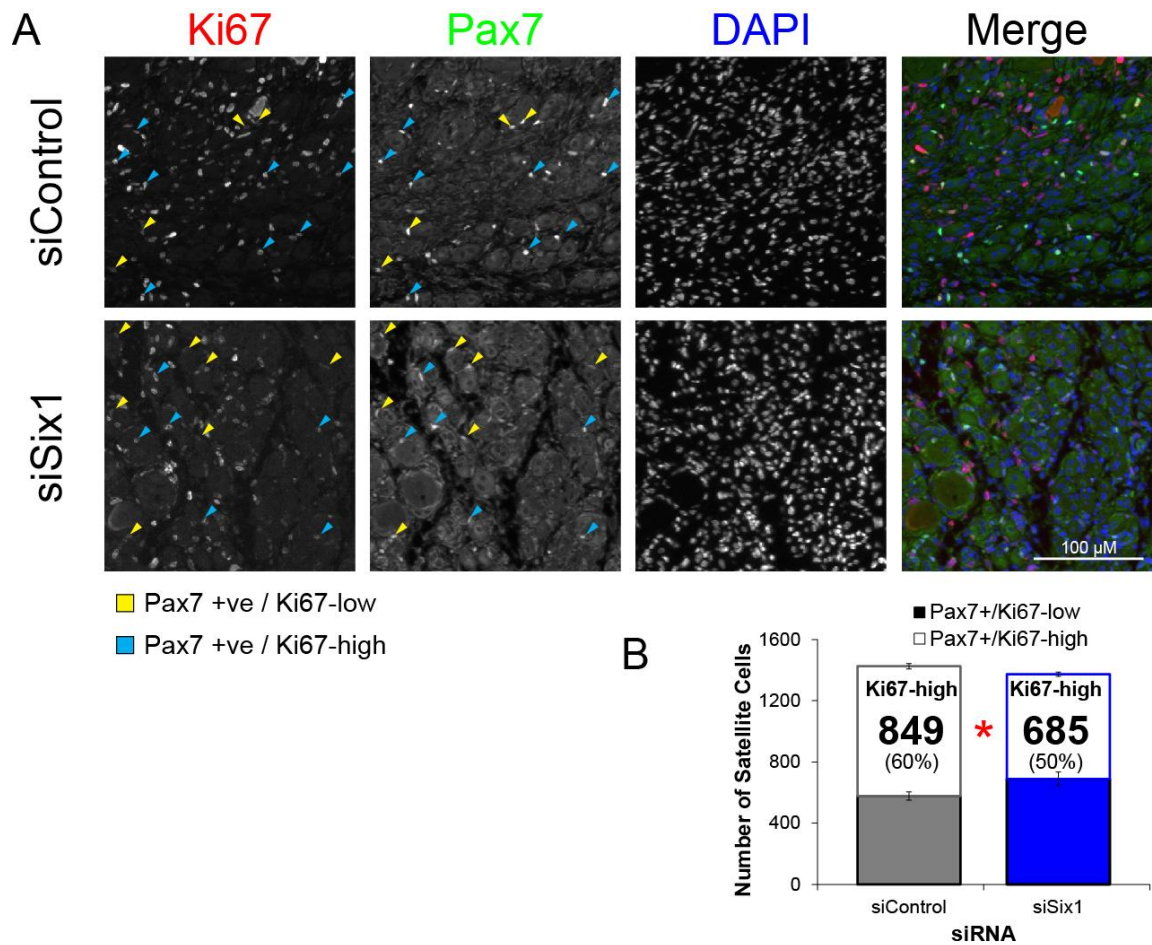 A
Ki67 Pax7 DAPI Merge
siControl
siSix1
100 µM
Pax7 +ve / Ki67-low
Pax7 +ve / Ki67-high
B
Pax7+/Ki67-low
Pax7+/Ki67-high
Number of Satellite Cells
1600
1200
800
400
0
Ki67-high
849
(60%)
*
Ki67-high
685
(50%)
siControl siSix1
siRNA